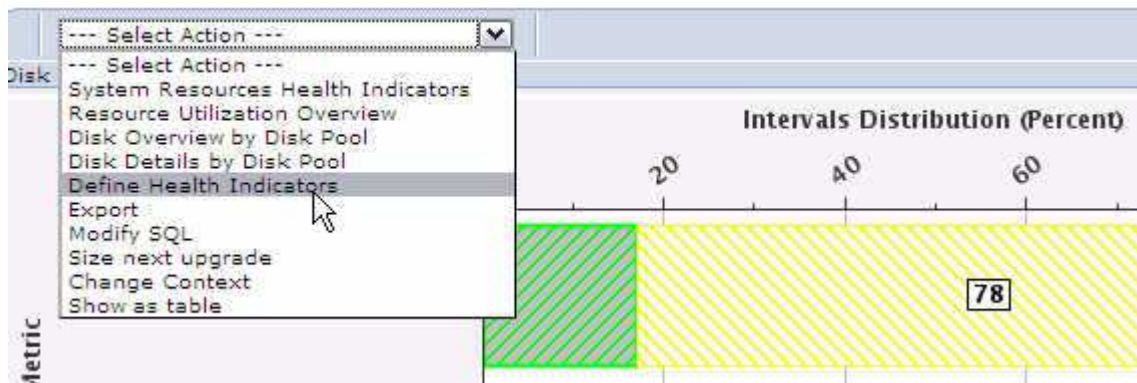 --- Select Action ---
--- Select Action ---
Disk
System Resources Health Indicators
Resource Utilization Overview
Disk Overview by Disk Pool
Disk Details by Disk Pool
Define Health Indicators
Export
Modify SQL
Size next upgrade
Change Context
Show as table
Intervals Distribution (Percent)
20
40
60
78
Metric